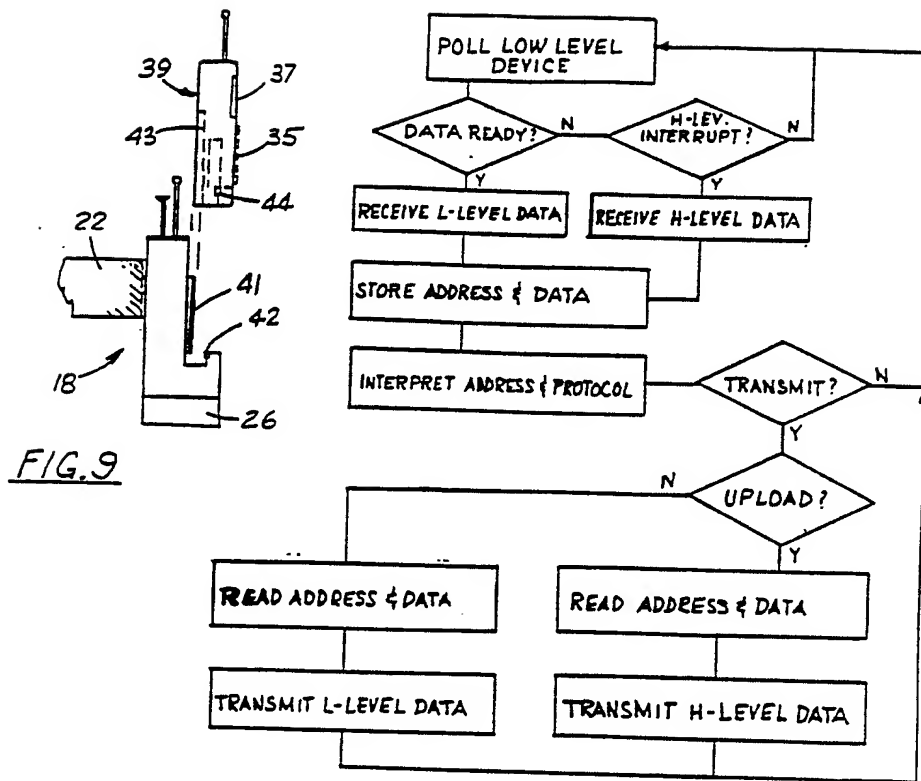 39
37
43
35
44
22
41
42
18
26
FIG.9
POLL LOW LEVEL
DEVICE
DATA READY?
N
H-LEV.
INTERRUPT?
N
Y
Y
RECEIVE L-LEVEL DATA
RECEIVE H-LEVEL DATA
STORE ADDRESS & DATA
INTERPRET ADDRESS & PROTOCOL
TRANSMIT?
N
Y
UPLOAD?
N
Y
READ ADDRESS & DATA
READ ADDRESS & DATA
TRANSMIT L-LEVEL DATA
TRANSMIT H-LEVEL DATA